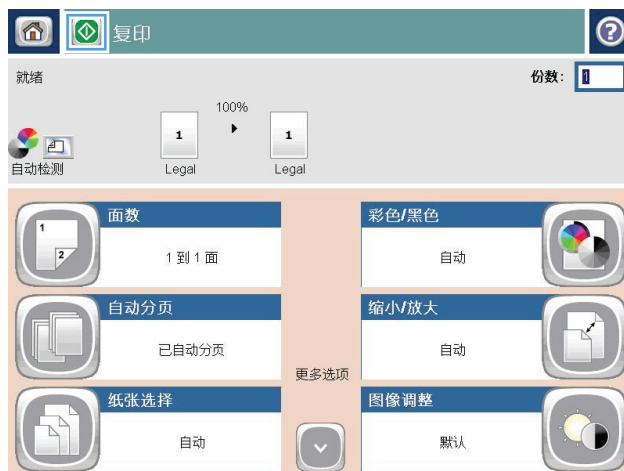 复印
?
就绪
份数: 1
100%
1
1
自动检测
Legal
Legal
面数
1 到 1 面
1
2
彩色/黑色
自动
自动分页
已自动分页
缩小/放大
自动
更多选项
纸张选择
自动
图像调整
默认